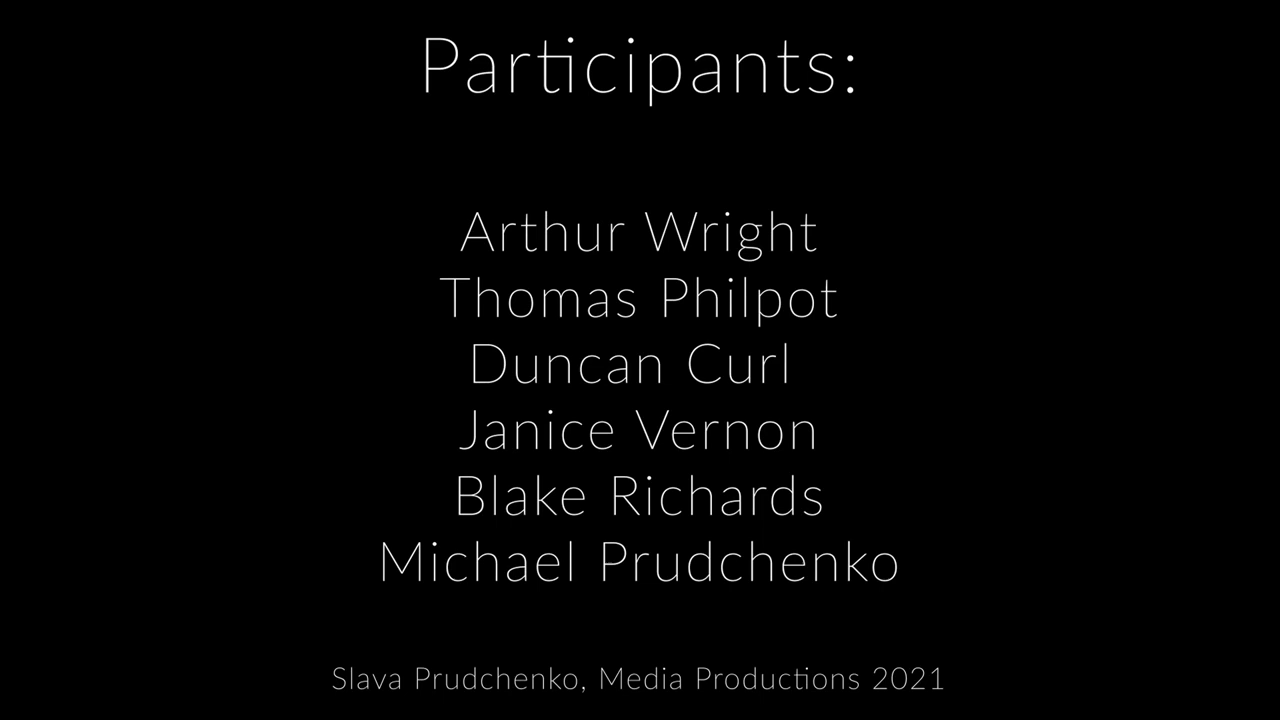 Participants:
Arthur Wright
Thomas Philpot
Duncan Curl
Janice Vernon
Blake Richards
Michael Prudchenko
Slava Prudchenko, Media Productions 2021